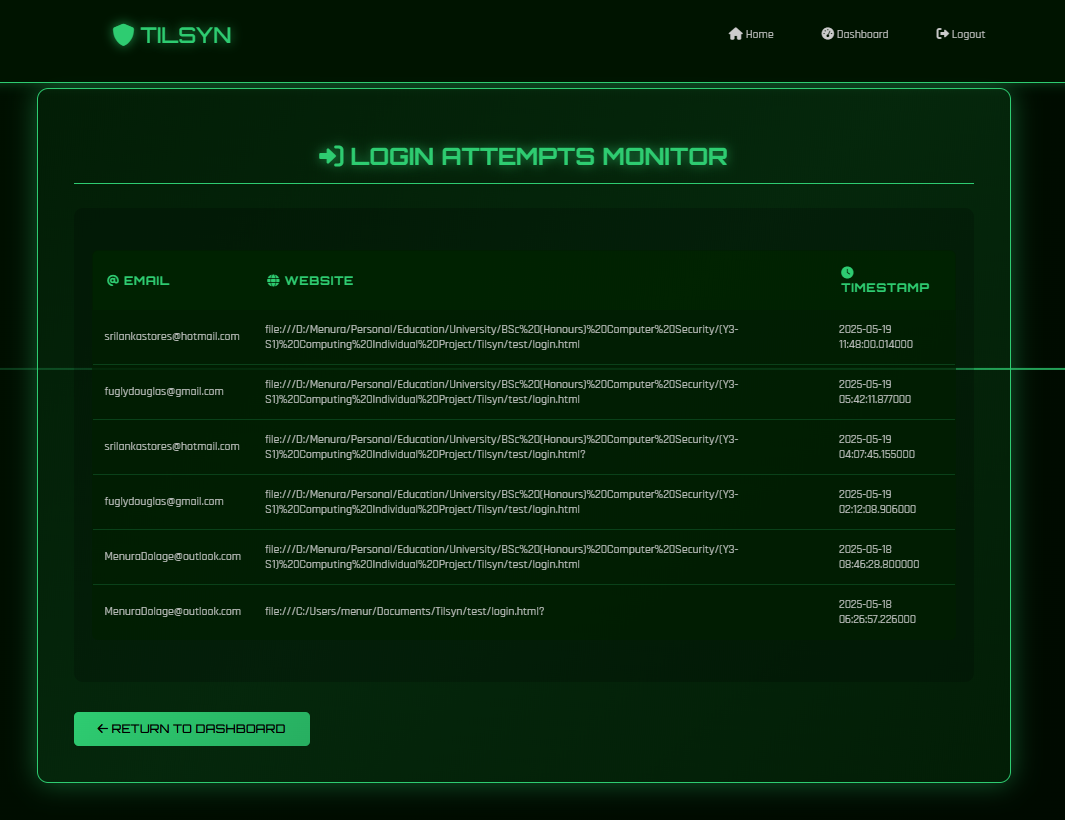 TILSYN
Home
Dashboard
Logout
LOGIN ATTEMPTS MONITOR
EMAIL
WEBSITE
TIMESTAMP
srilankastores@hotmail.com
file:///D:/Menura/Personal/Education/University/BSc%20(Honours)%20Computer%20Security/(Y3-
S1)%20Computing%20Individual%20Project/Tilsyn/test/login.html
2025-05-19
11:48:00.014000
fuglydouglas@gmail.com
file:///D:/Menura/Personal/Education/University/BSc%20(Honours)%20Computer%20Security/(Y3-
S1)%20Computing%20Individual%20Project/Tilsyn/test/login.html
2025-05-19
05:42:11.877000
srilankastores@hotmail.com
file:///D:/Menura/Personal/Education/University/BSc%20(Honours)%20Computer%20Security/(Y3-
S1)%20Computing%20Individual%20Project/Tilsyn/test/login.html?
2025-05-19
04:07:45.155000
fuglydouglas@gmail.com
file:///D:/Menura/Personal/Education/University/BSc%20(Honours)%20Computer%20Security/(Y3-
S1)%20Computing%20Individual%20Project/Tilsyn/test/login.html
2025-05-19
02:12:08.906000
MenuraDolage@outlook.com
file:///D:/Menura/Personal/Education/University/BSc%20(Honours)%20Computer%20Security/(Y3-
S1)%20Computing%20Individual%20Project/Tilsyn/test/login.html
2025-05-18
08:46:28.800000
MenuraDolage@outlook.com
file:///C:/Users/menur/Documents/Tilsyn/test/login.html?
2025-05-18
06:26:57.226000
← RETURN TO DASHBOARD